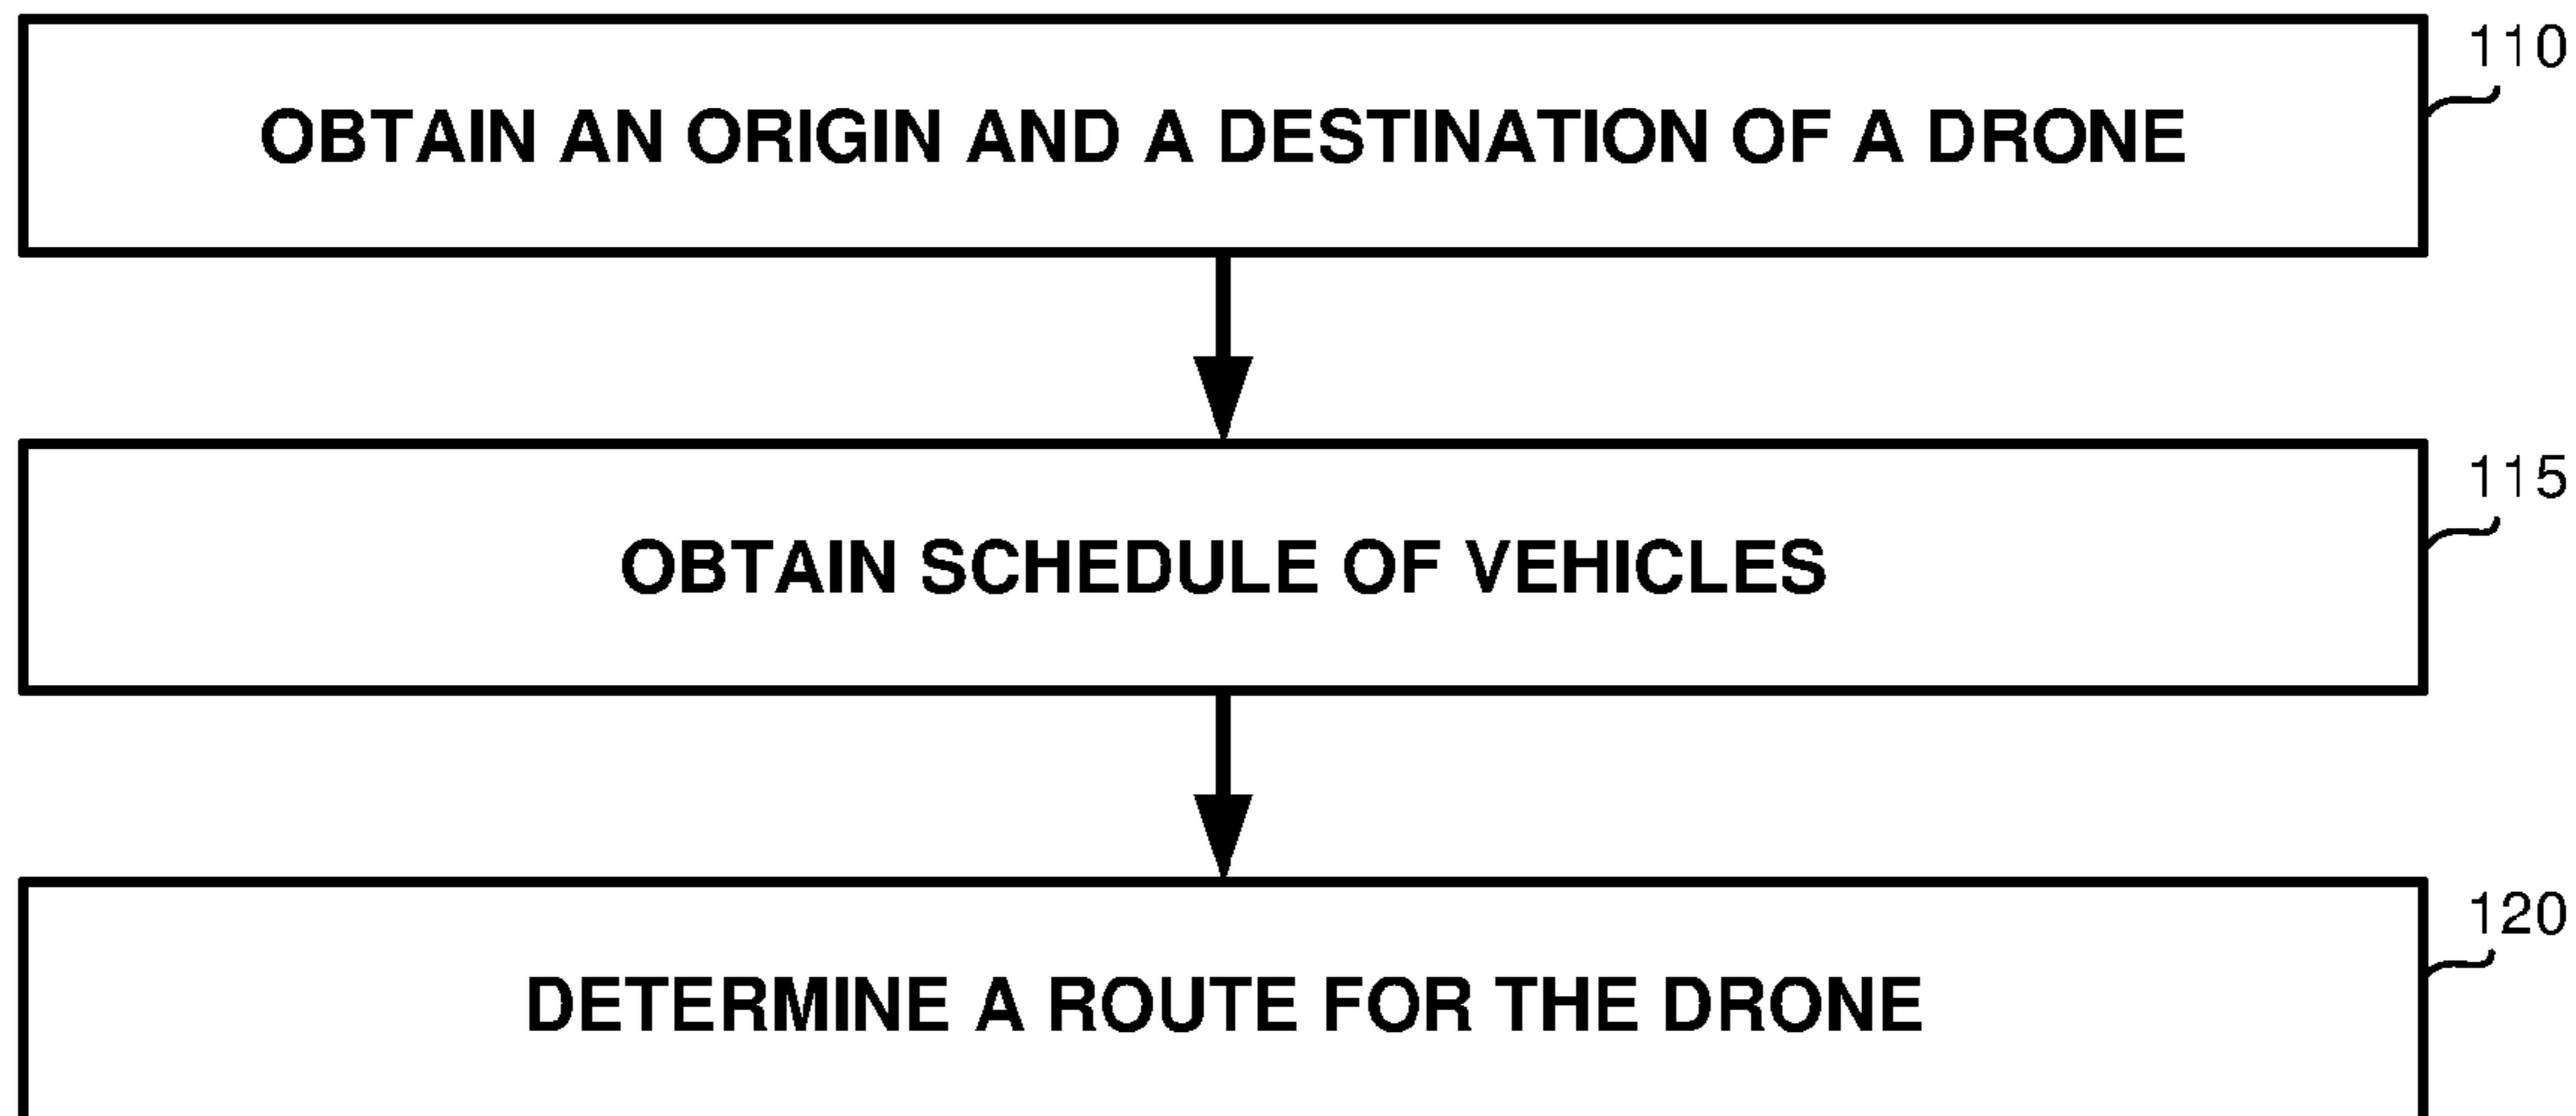 110
OBTAIN AN ORIGIN AND A DESTINATION OF A DRONE
115
OBTAIN SCHEDULE OF VEHICLES
120
DETERMINE A ROUTE FOR THE DRONE